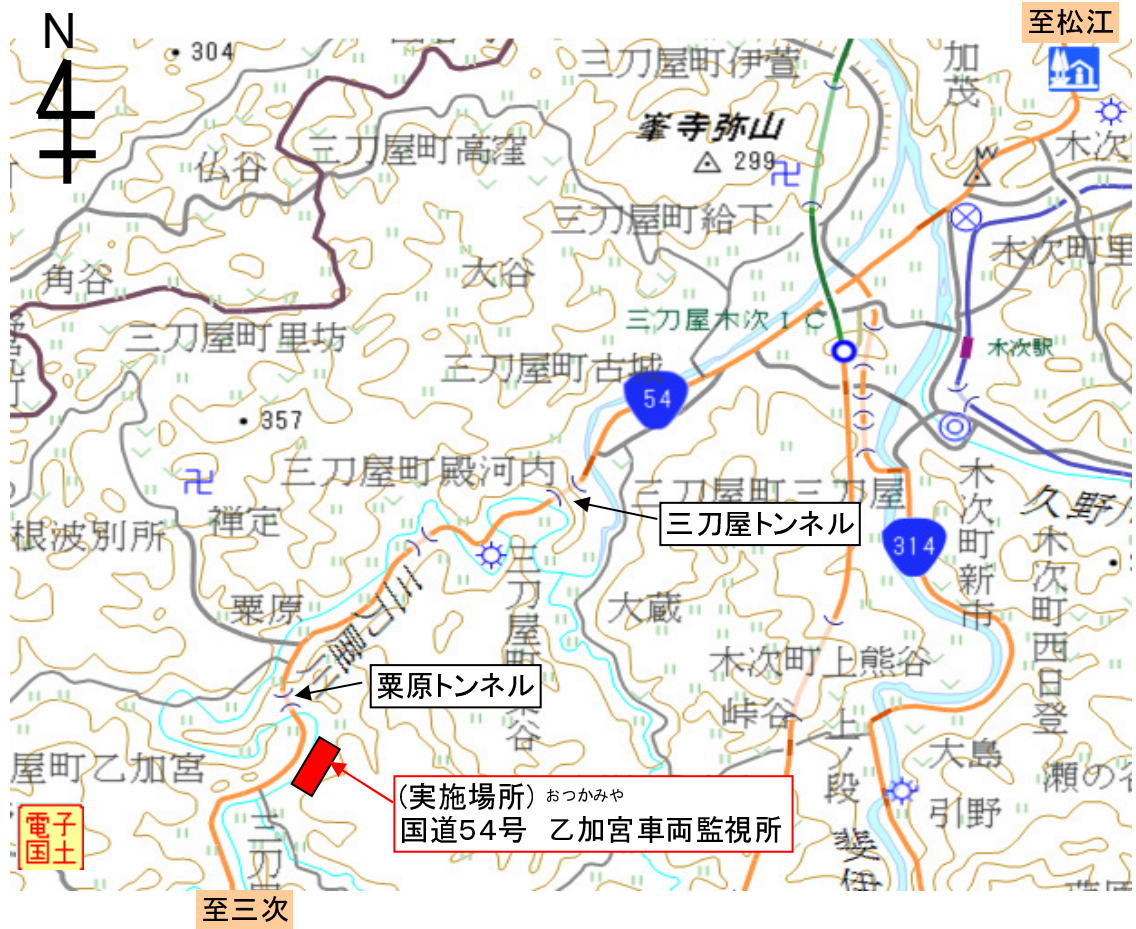 至松江
N
304
三刀屋町伊萱
加茂
峯寺弥山
299
木次
三刀屋町高窪
仏谷
三刀屋町給下
木次町里
角谷
大谷
三刀屋木次IC
三刀屋町里坊
木次駅
三刀屋町古城
54
357
三刀屋町殿河内
三刀屋町三刀屋
久野
禅定
根波別所
三刀屋トンネル
314
木次町新市
木次町西日登
粟原
大蔵
木次町上熊谷
粟原トンネル
峠谷
上ノ段
屋町乙加宮
大島
瀬の谷
引野
(実施場所) おつかみや
国道54号 乙加宮車両監視所
電子国土
斐伊
至三次